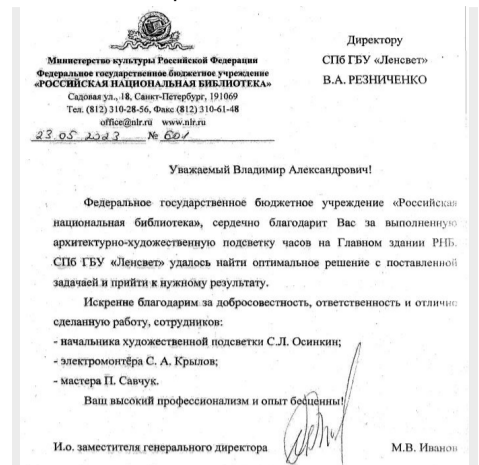 Министерство культуры Российской Федерации
Федеральное государственное бюджетное учреждение
«РОССИЙСКАЯ НАЦИОНАЛЬНАЯ БИБЛИОТЕКА»
Садовая ул., 18, Санкт-Петербург, 191069
Тел. (812) 310-28-56, Факс (812) 310-61-48
office@nlr.ru www.nlr.ru
23.05.2023 № 601
Директору
СПб ГБУ «Ленсвет»
В.А. РЕЗНИЧЕНКО
Уважаемый Владимир Александрович!
Федеральное государственное бюджетное учреждение «Российская
национальная библиотека», сердечно благодарит Вас за выполненную
архитектурно-художественную подсветку часов на Главном здании РНБ.
СПб ГБУ «Ленсвет» удалось найти оптимальное решение с поставленной
задачаей и прийти к нужному результату.
Искренне благодарим за добросовестность, ответственность и отлично
сделанную работу, сотрудников:
- начальника художественной подсветки С.Л. Осинкин;
- электромонтёра С. А. Крылов;
- мастера П. Савчук.
Ваш высокий профессионализм и опыт бесценны!
И.о. заместителя генерального директора М.В. Иванов